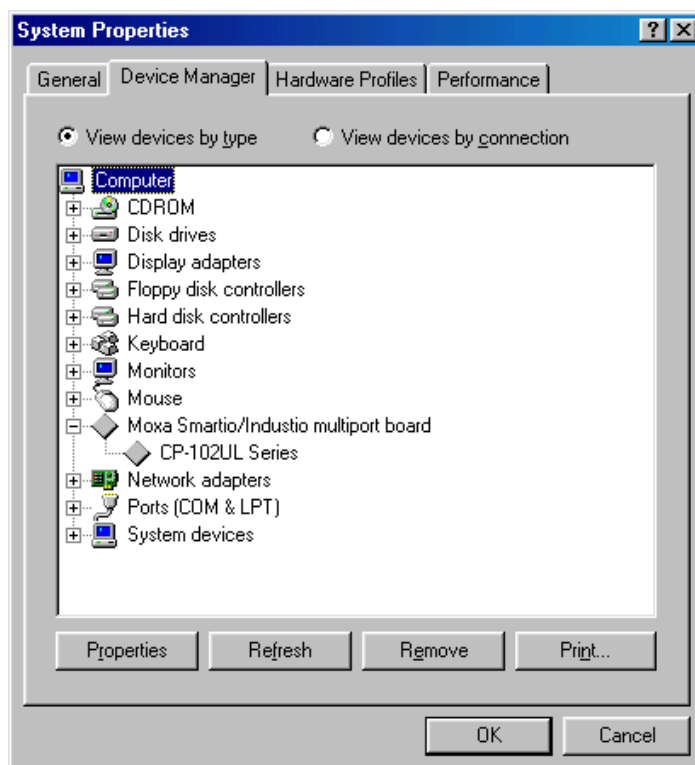 System Properties
General Device Manager Hardware Profiles Performance
View devices by type View devices by connection
Computer
CDROM
Disk drives
Display adapters
Floppy disk controllers
Hard disk controllers
Keyboard
Monitors
Mouse
Moxa Smartio/Industio multiport board
CP-102UL Series
Network adapters
Ports (COM & LPT)
System devices
Properties Refresh Remove Print...
OK Cancel